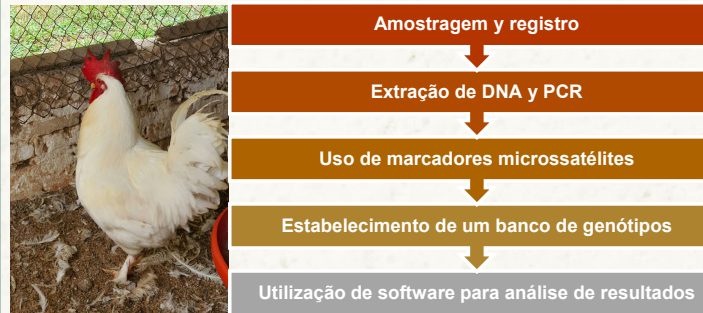 Amostragem y registro
Extração de DNA y PCR
Uso de marcadores microssatélites
Estabelecimento de um banco de genótipos
Utilização de software para análise de resultados